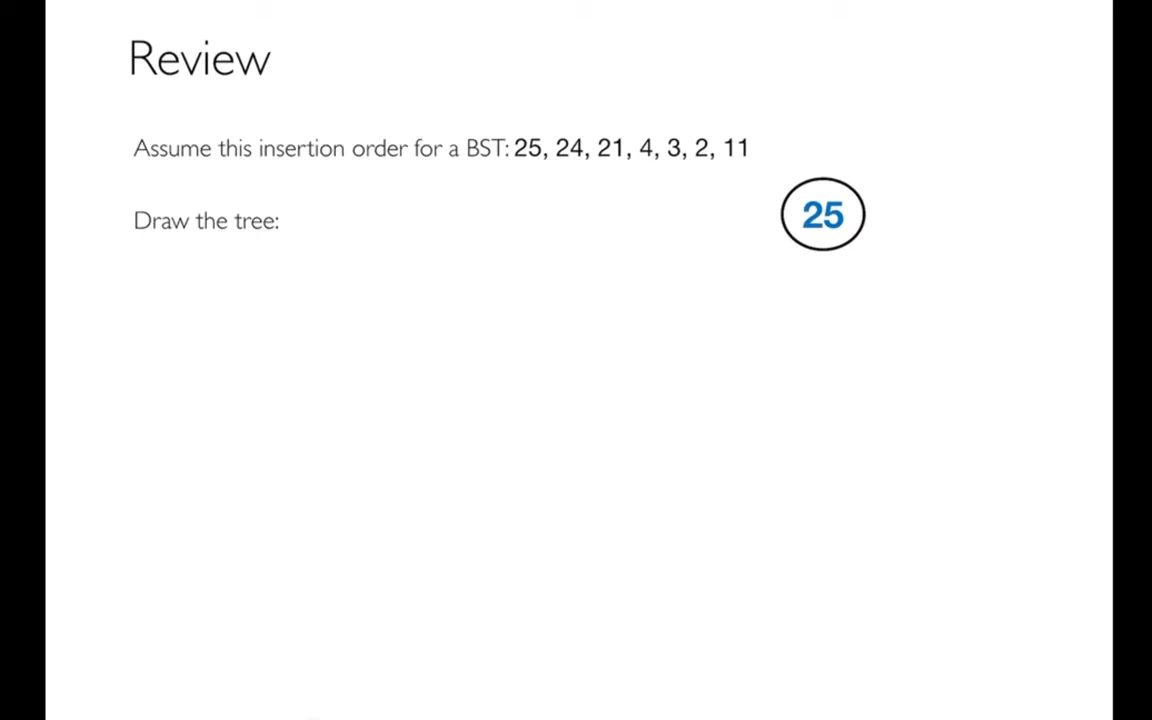 Review
Assume this insertion order for a BST: 25, 24, 21, 4, 3, 2, 11
Draw the tree:
25